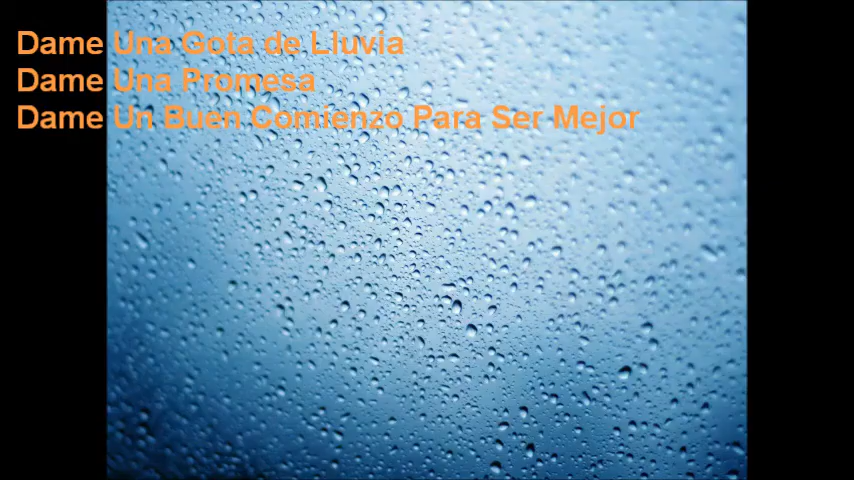 Dame Una Gota de Lluvia
Dame Una Promesa
Dame Un Buen Comienzo Para Ser Mejor